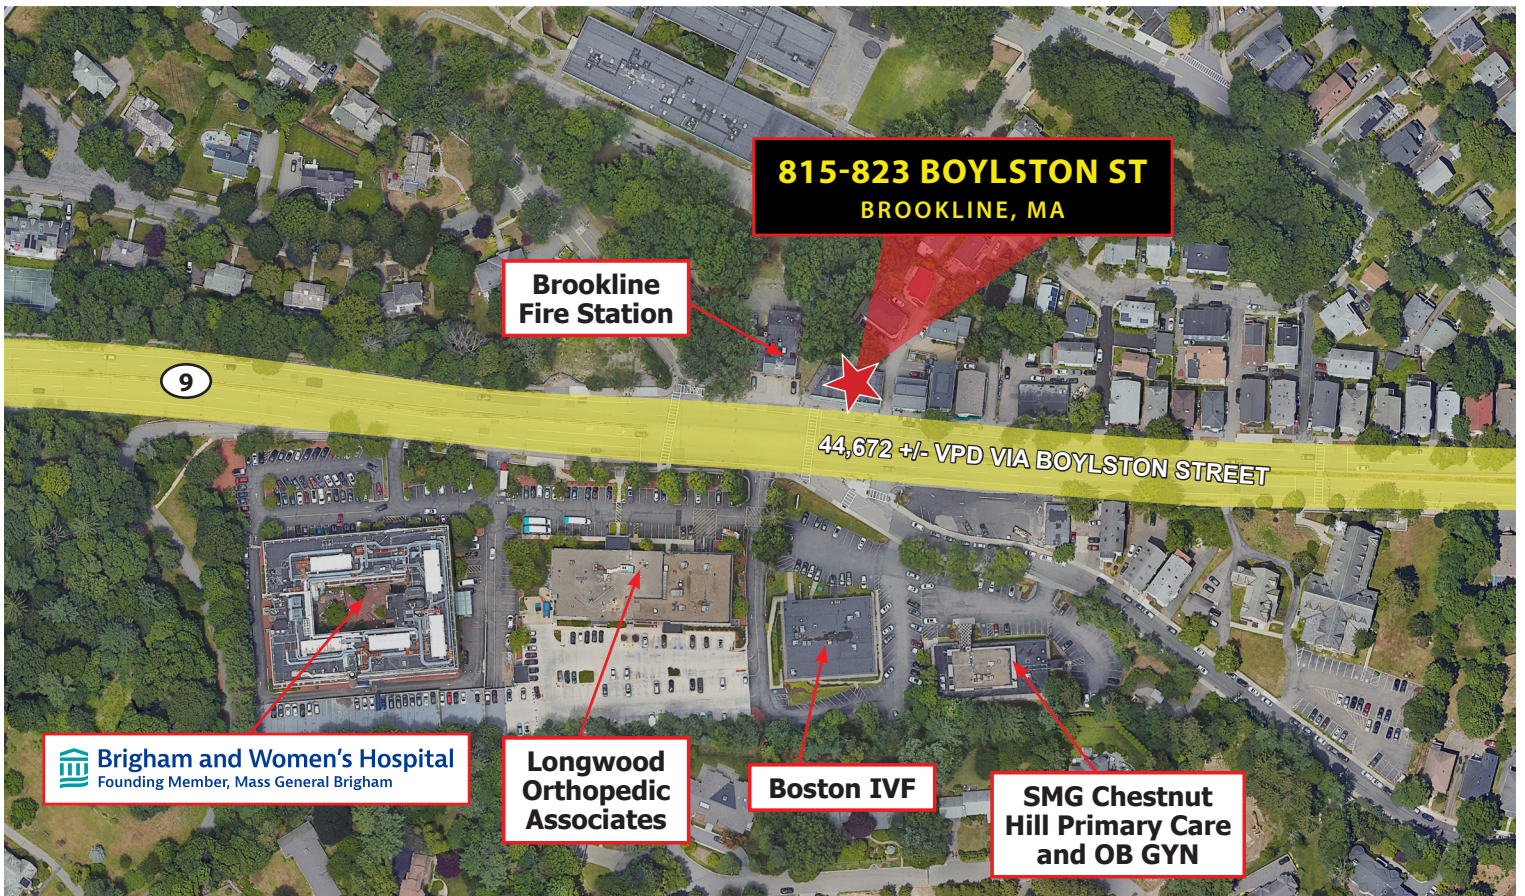 815-823 BOYLSTON ST
BROOKLINE, MA
Brookline
Fire Station
9
44,672 +/- VPD VIA BOYLSTON STREET
Brigham and Women's Hospital
Founding Member, Mass General Brigham
Longwood
Orthopedic
Associates
Boston IVF
SMG Chestnut
Hill Primary Care
and OB GYN